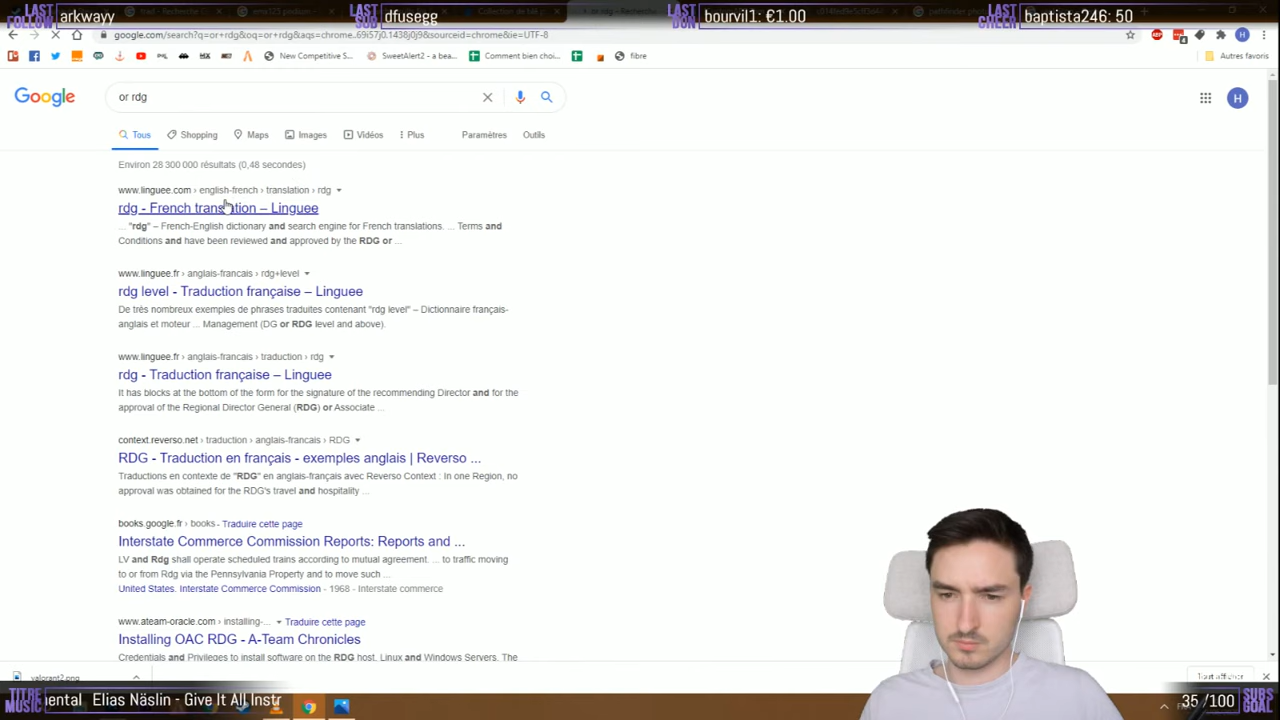 LAST FOLLOW arkwayy
LAST SUB dfusegg
LAST DON bourvil1: €1.00
LAST CHEER baptista246: 50
google.com/search?q=or+rdg&oq=or+rdg&aqs=chrome..69i57j0.1438j0j9&sourceid=chrome&ie=UTF-8
New Competitive S...
SweetAlert2 - a bea...
Comment bien choi...
fibre
Autres favoris
Google
or rdg
H
Tous
Shopping
Maps
Images
Vidéos
Plus
Paramètres
Outils
Environ 28 300 000 résultats (0,48 secondes)
www.linguee.com › english-french › translation › rdg
rdg - French translation – Linguee
... "rdg" – French-English dictionary and search engine for French translations. ... Terms and
Conditions and have been reviewed and approved by the RDG or ...
www.linguee.fr › anglais-francais › rdg+level
rdg level - Traduction française – Linguee
De très nombreux exemples de phrases traduites contenant "rdg level" – Dictionnaire français-
anglais et moteur ... Management (DG or RDG level and above).
www.linguee.fr › anglais-francais › traduction › rdg
rdg - Traduction française – Linguee
It has blocks at the bottom of the form for the signature of the recommending Director and for the
approval of the Regional Director General (RDG) or Associate ...
context.reverso.net › traduction › anglais-francais › RDG
RDG - Traduction en français - exemples anglais | Reverso ...
Traductions en contexte de "RDG" en anglais-français avec Reverso Context : In one Region, no
approval was obtained for the RDG's travel and hospitality ...
books.google.fr › books - Traduire cette page
Interstate Commerce Commission Reports: Reports and ...
LV and Rdg shall operate scheduled trains according to mutual agreement. ... to traffic moving
to or from Rdg via the Pennsylvania Property and to move such ...
United States. Interstate Commerce Commission - 1968 - Interstate commerce
www.ateam-oracle.com › installing-... Traduire cette page
Installing OAC RDG - A-Team Chronicles
Credentials and Privileges to install software on the RDG host, Linux and Windows Servers. The
valorant2.png
Tout afficher
TITRE MUSIC mental Elias Näslin - Give It All Instr
35 /100
SUBS GOAL